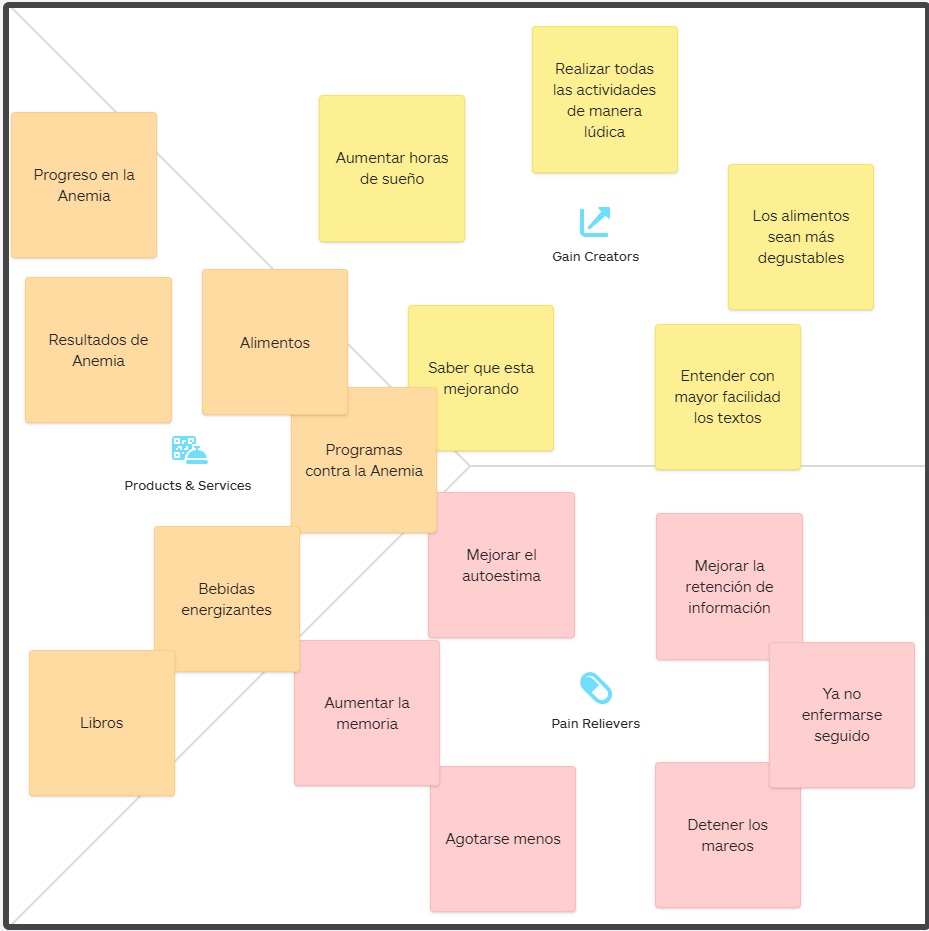 Realizar todas
las actividades
de manera
lúdica
Aumentar horas
de sueño
Los alimentos
sean más
degustables
Gain Creators
Saber que esta
mejorando
Entender con
mayor facilidad
los textos
Progreso en la
Anemia
Resultados de
Anemia
Alimentos
Programas
contra la Anemia
Products & Services
Bebidas
energizantes
Libros
Mejorar el
autoestima
Mejorar la
retención de
información
Aumentar la
memoria
Pain Relievers
Ya no
enfermarse
seguido
Agotarse menos
Detener los
mareos